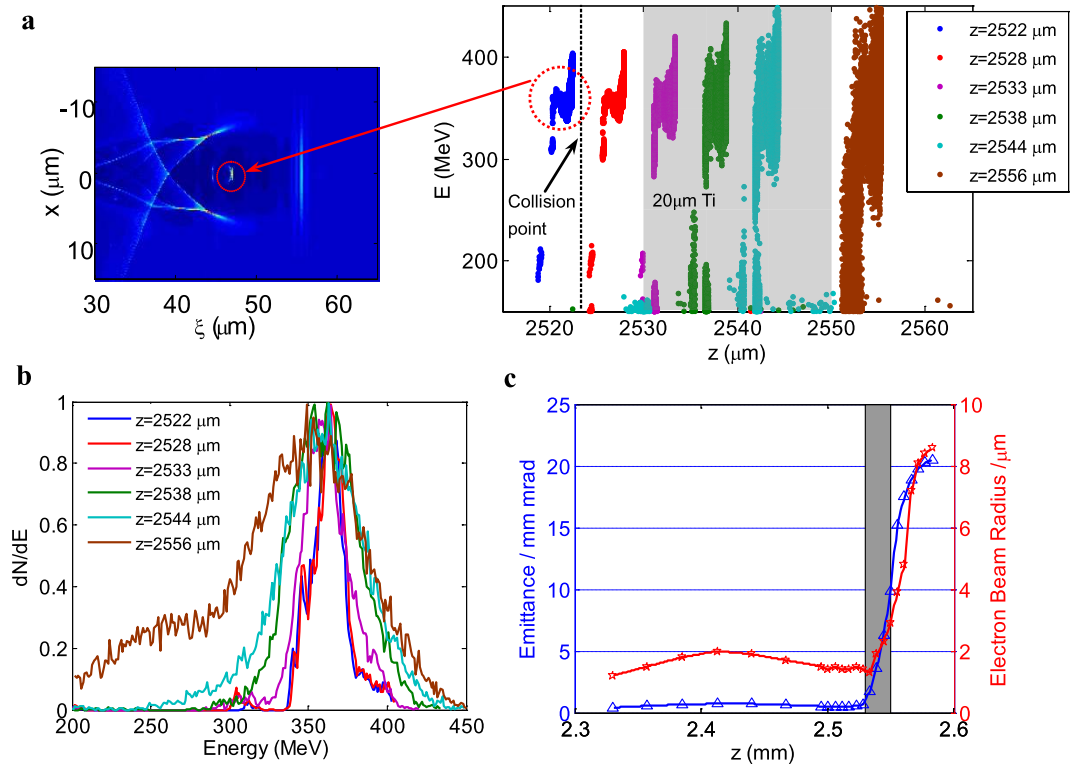 a
-10
0
10
x (μm)
30
40
50
60
ξ (μm)
400
300
200
E (MeV)
Collision
point
20μm Ti
2520
2530
2540
2550
2560
z (μm)
z=2522 μm
z=2528 μm
z=2533 μm
z=2538 μm
z=2544 μm
z=2556 μm
b
1
0.8
0.6
0.4
0.2
0
dN/dE
z=2522 μm
z=2528 μm
z=2533 μm
z=2538 μm
z=2544 μm
z=2556 μm
200
250
300
350
400
450
Energy (MeV)
c
25
20
15
10
5
0
Emittance / mm mrad
10
8
6
4
2
0
Electron Beam Radius /μm
2.3
2.4
2.5
2.6
z (mm)